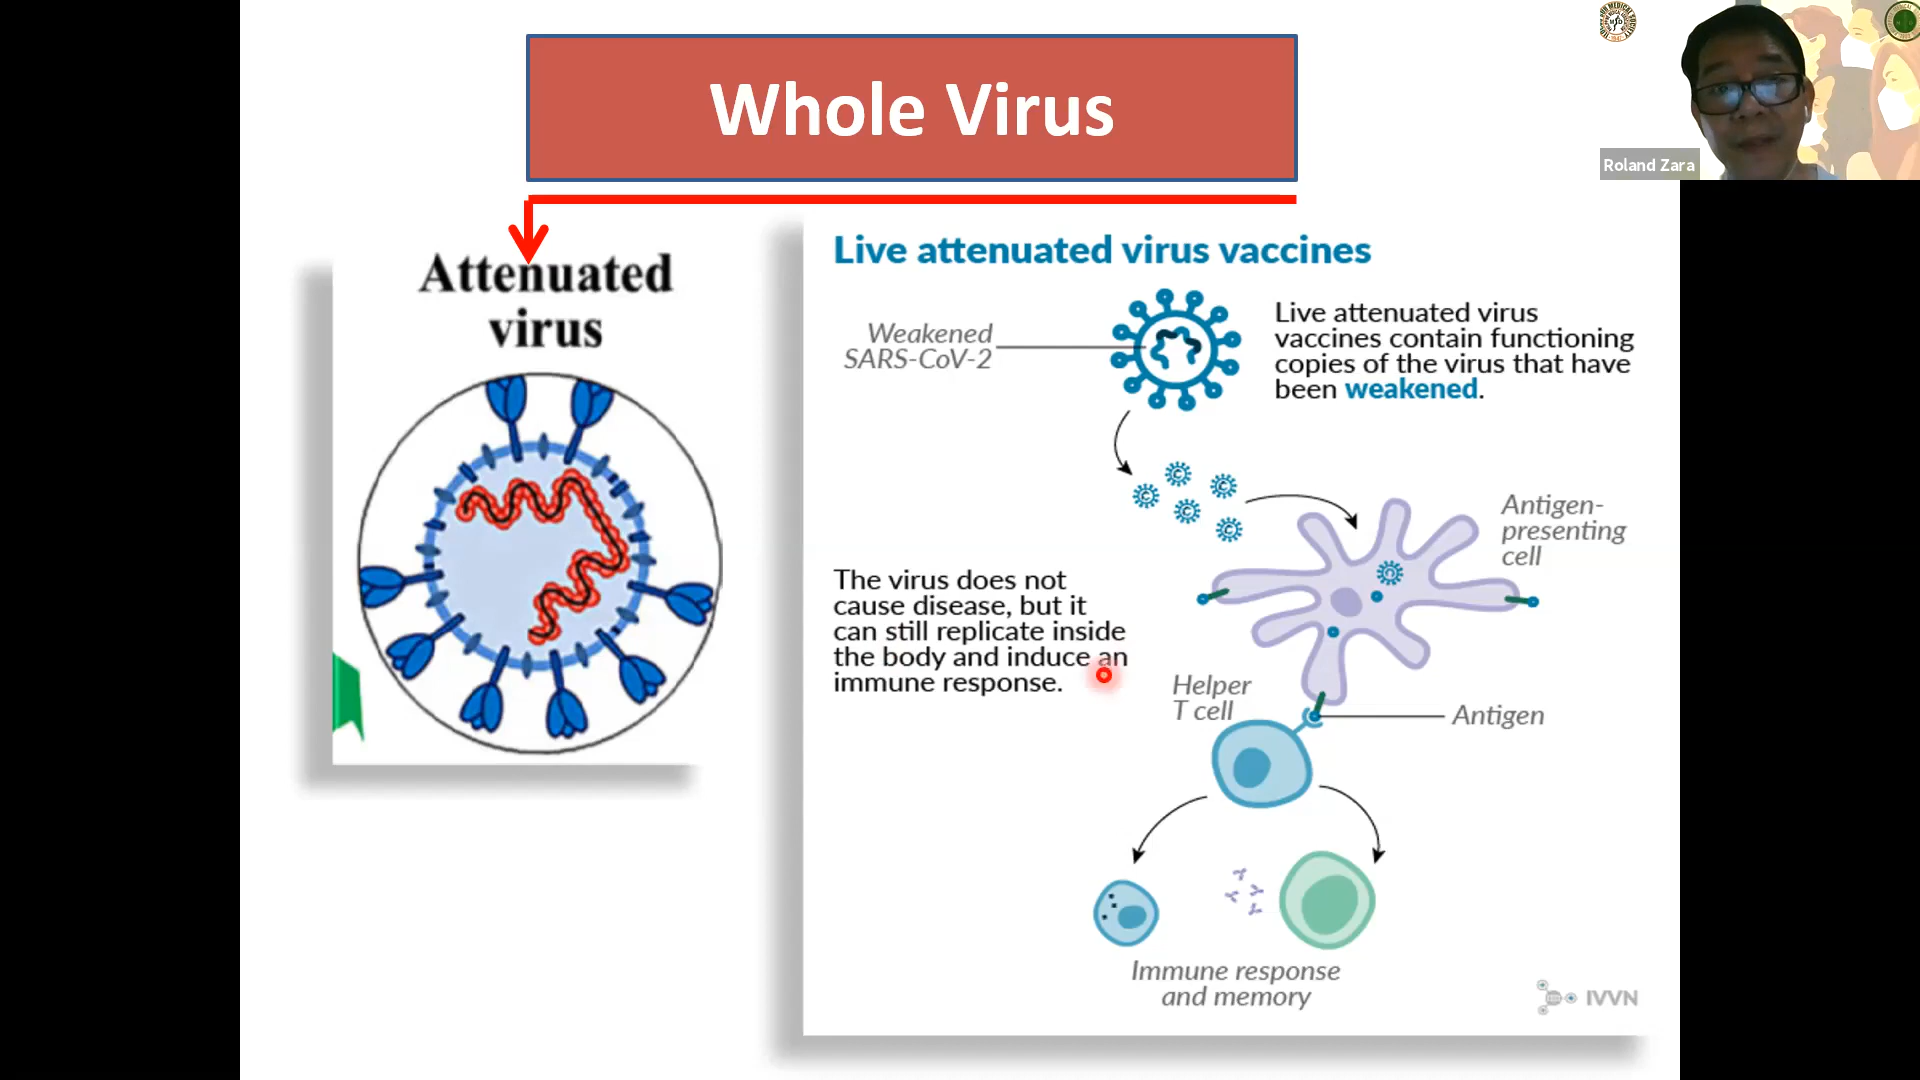 Whole Virus
Roland Zara
Attenuated
virus
Live attenuated virus vaccines
Weakened
SARS-CoV-2
Live attenuated virus
vaccines contain functioning
copies of the virus that have
been weakened.
Antigen-
presenting
cell
The virus does not
cause disease, but it
can still replicate inside
the body and induce an
immune response.
Helper
T cell
Antigen
Immune response
and memory
IVVN